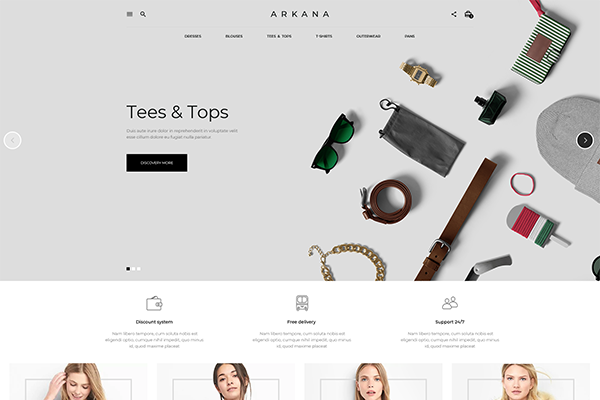 ARKANA
DRESSES BLOUSES TEES & TOPS T-SHIRTS OUTERWEAR FANS
Tees & Tops
Duis aute irure dolor in reprehenderit in voluptate velit
esse cillum dolore eu fugiat nulla pariatur.
DISCOVERY MORE
Discount system Free delivery Support 24/7
Nam libero tempore, cum soluta nobis est
eligendi optio, cumque nihil impedit, quo minus
id, quod maxime placeat
Nam libero tempore, cum soluta nobis est
eligendi optio, cumque nihil impedit, quo minus
id, quod maxime placeat
Nam libero tempore, cum soluta nobis est
eligendi optio, cumque nihil impedit, quo minus
id, quod maxime placeat